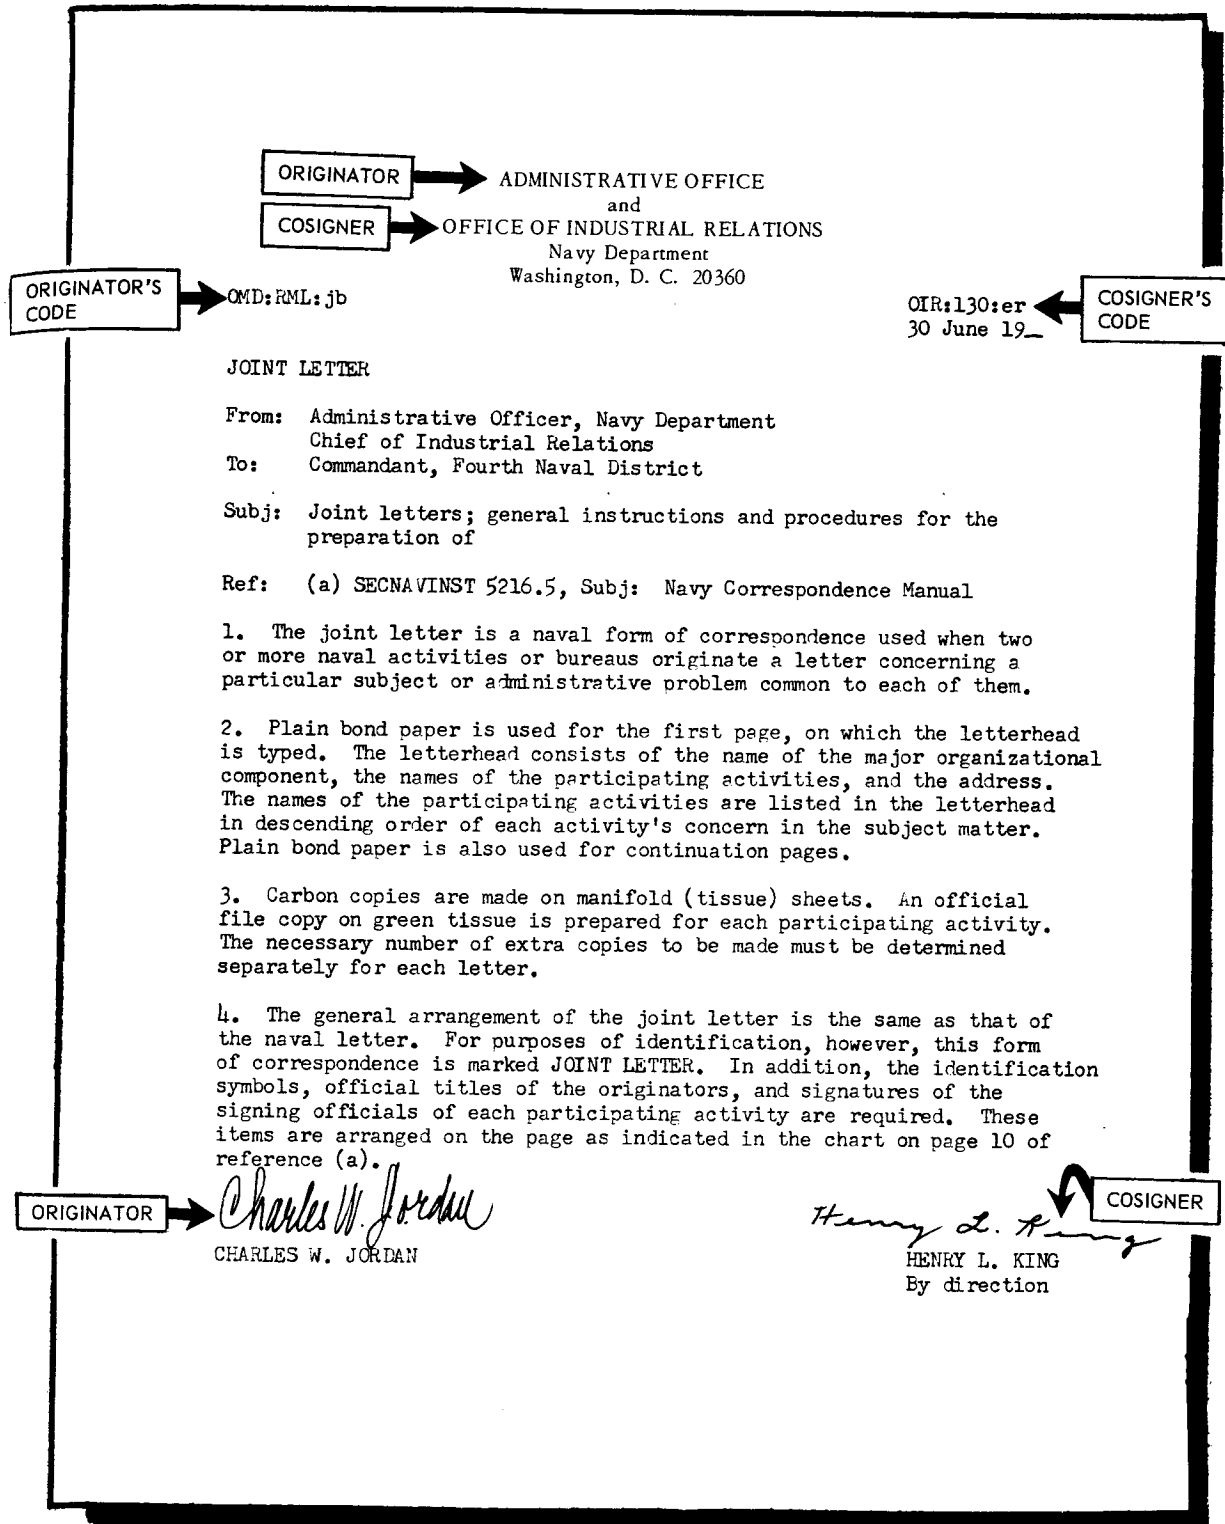 ORIGINATOR
ADMINISTRATIVE OFFICE
and
COSIGNER
OFFICE OF INDUSTRIAL RELATIONS
Navy Department
Washington, D. C. 20360
ORIGINATOR'S
CODE
OMD:RML:jb
OIR:130:er
30 June 19_
COSIGNER'S
CODE
JOINT LETTER
From: Administrative Officer, Navy Department
Chief of Industrial Relations
To: Commandant, Fourth Naval District
Subj: Joint letters; general instructions and procedures for the
preparation of
Ref: (a) SECNAVINST 5216.5, Subj: Navy Correspondence Manual
1. The joint letter is a naval form of correspondence used when two
or more naval activities or bureaus originate a letter concerning a
particular subject or administrative problem common to each of them.
2. Plain bond paper is used for the first page, on which the letterhead
is typed. The letterhead consists of the name of the major organizational
component, the names of the participating activities, and the address.
The names of the participating activities are listed in the letterhead
in descending order of each activity's concern in the subject matter.
Plain bond paper is also used for continuation pages.
3. Carbon copies are made on manifold (tissue) sheets. An official
file copy on green tissue is prepared for each participating activity.
The necessary number of extra copies to be made must be determined
separately for each letter.
4. The general arrangement of the joint letter is the same as that of
the naval letter. For purposes of identification, however, this form
of correspondence is marked JOINT LETTER. In addition, the identification
symbols, official titles of the originators, and signatures of the
signing officials of each participating activity are required. These
items are arranged on the page as indicated in the chart on page 10 of
reference (a).
ORIGINATOR
Charles W. Jordan
CHARLES W. JORDAN
Henry L. King
COSIGNER
HENRY L. KING
By direction